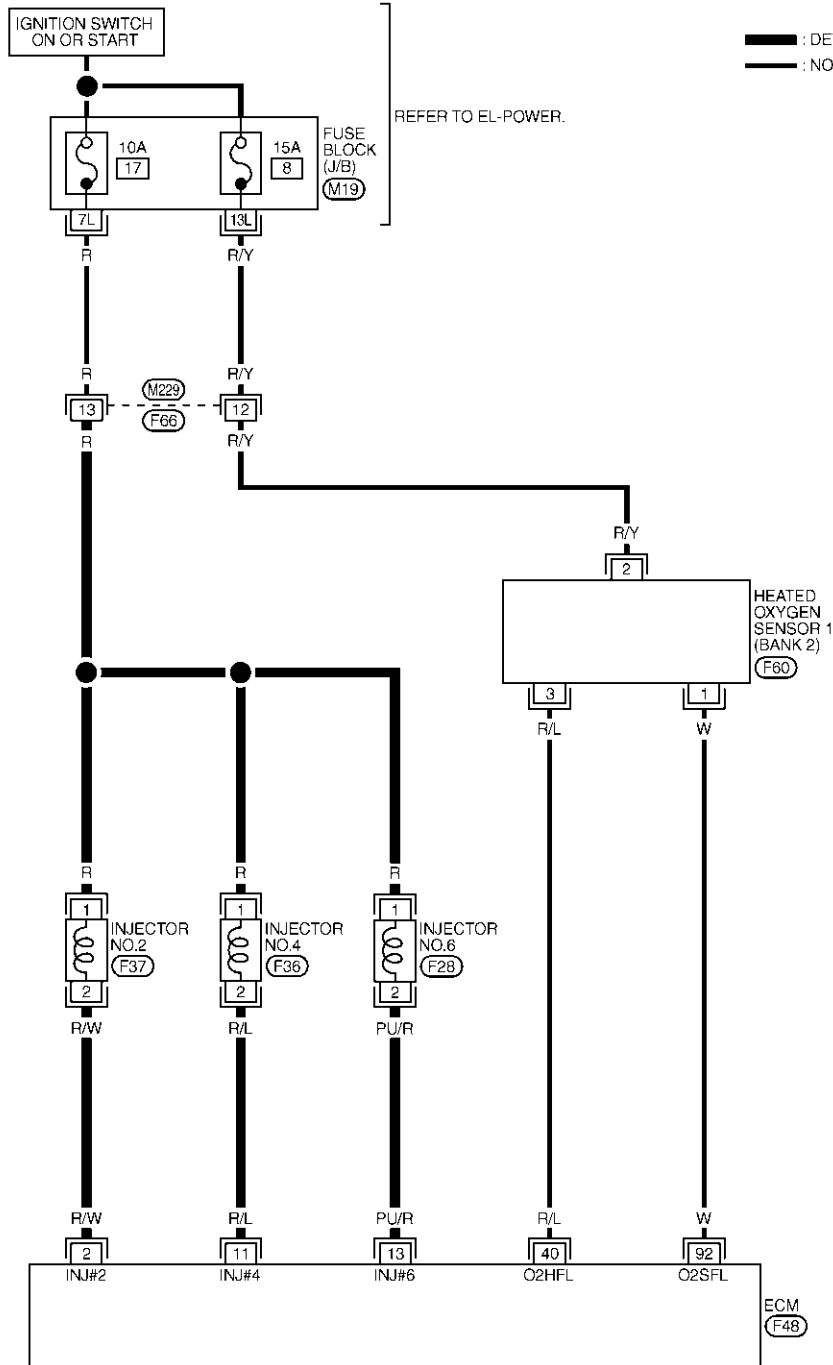 IGNITION SWITCH
ON OR START
: DE
: NO
REFER TO EL-POWER.
10A
17
15A
8
FUSE
BLOCK
(J/B)
M19
7L
13L
R
R/Y
R
R/Y
13
M229
F66
12
R
R/Y
R/Y
2
HEATED
OXYGEN
SENSOR 1
(BANK 2)
F60
3
1
R/L
W
R
R
R
1
INJECTOR
NO.2
F37
2
1
INJECTOR
NO.4
F36
2
1
INJECTOR
NO.6
F28
2
R/W
R/L
PU/R
R/W
R/L
PU/R
R/L
W
2
11
13
40
92
INJ#2
INJ#4
INJ#6
O2HFL
O2SFL
ECM
F48